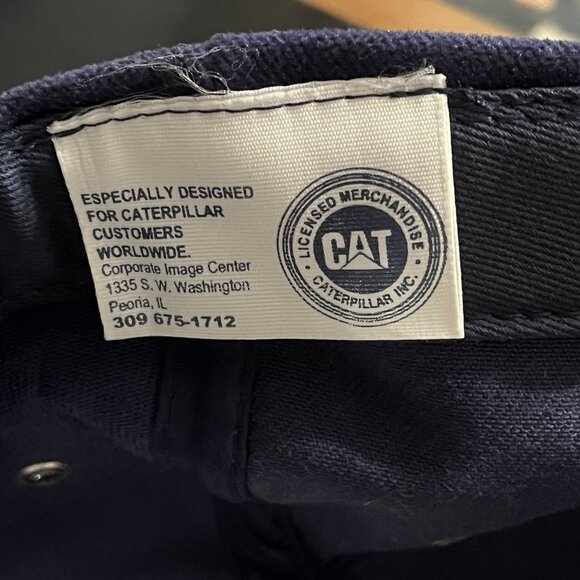 ESPECIALLY DESIGNED
FOR CATERPILLAR
CUSTOMERS
WORLDWIDE.
Corporate Image Center
1335 S. W. Washington
Peoria, IL
309 675-1712
• LICENSED MERCHANDISE •
CAT
CATERPILLAR INC.